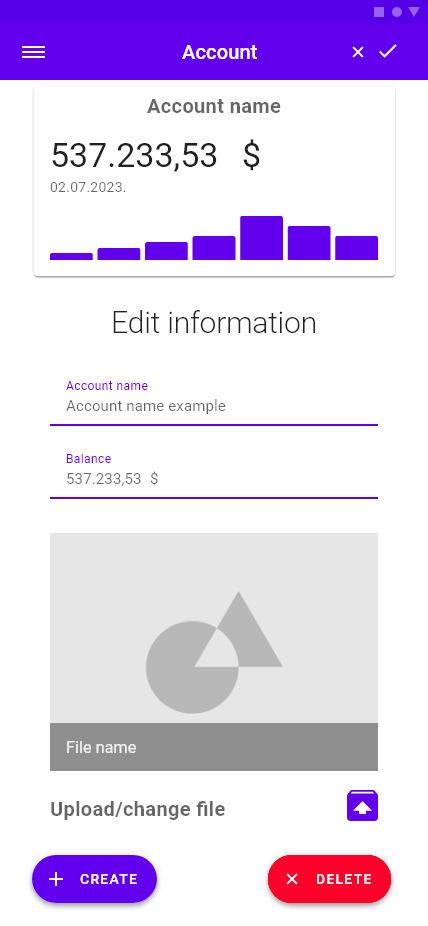 Account
Account name
537.233,53 $
02.07.2023.
Edit information
Account name
Account name example
Balance
537.233,53 $
File name
Upload/change file
CREATE
DELETE